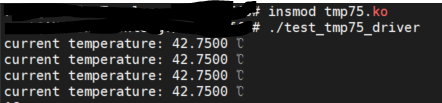 # insmod tmp75.ko
# ./test_tmp75_driver
current temperature: 42.7500 ℃
current temperature: 42.7500 ℃
current temperature: 42.7500 ℃
current temperature: 42.7500 ℃